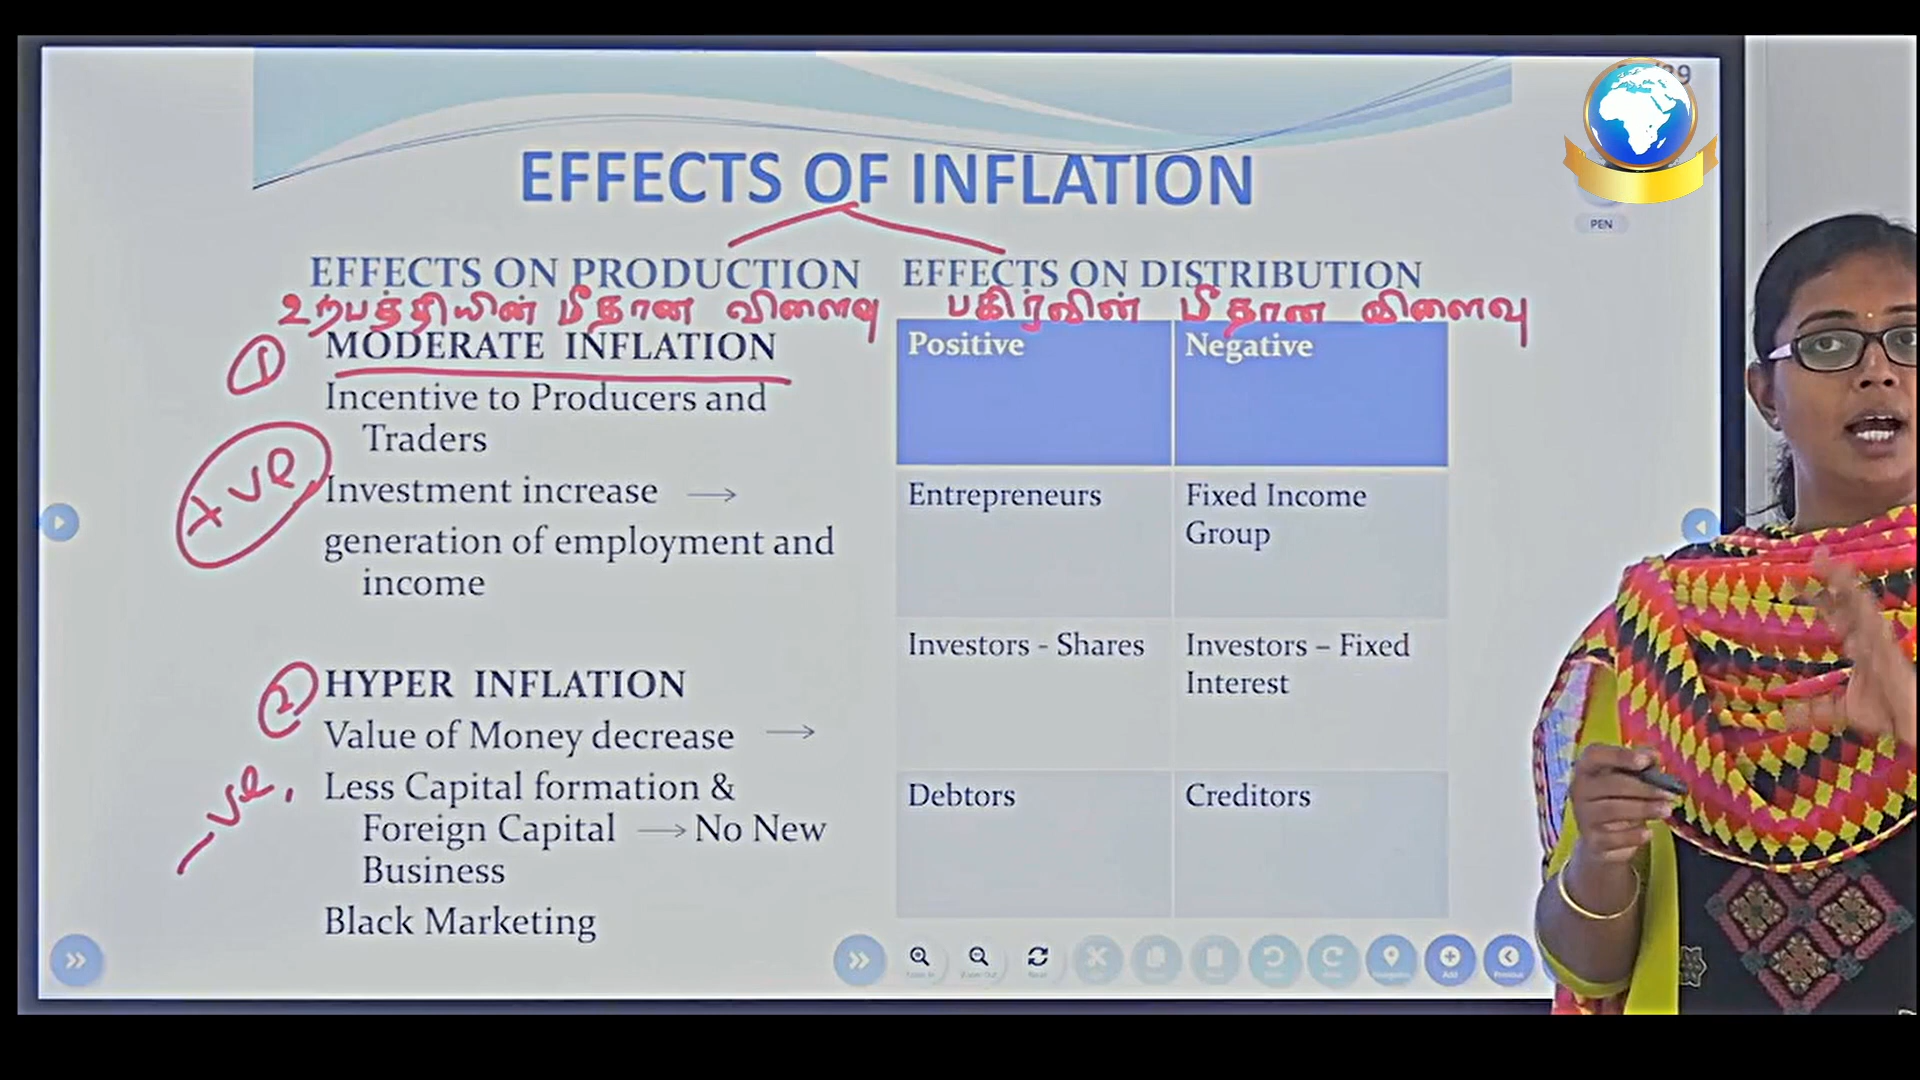 EFFECTS OF INFLATION
PEN
EFFECTS ON PRODUCTION
உற்பத்தியின் மீதான விளைவு
① MODERATE INFLATION
Incentive to Producers and
Traders
+ve
Investment increase →
generation of employment and
income
② HYPER INFLATION
Value of Money decrease →
-ve,
Less Capital formation &
Foreign Capital → No New
Business
Black Marketing
EFFECTS ON DISTRIBUTION
பகிர்வின் மீதான விளைவு
Positive Negative
Entrepreneurs Fixed Income
Group
Investors - Shares Investors – Fixed
Interest
Debtors Creditors